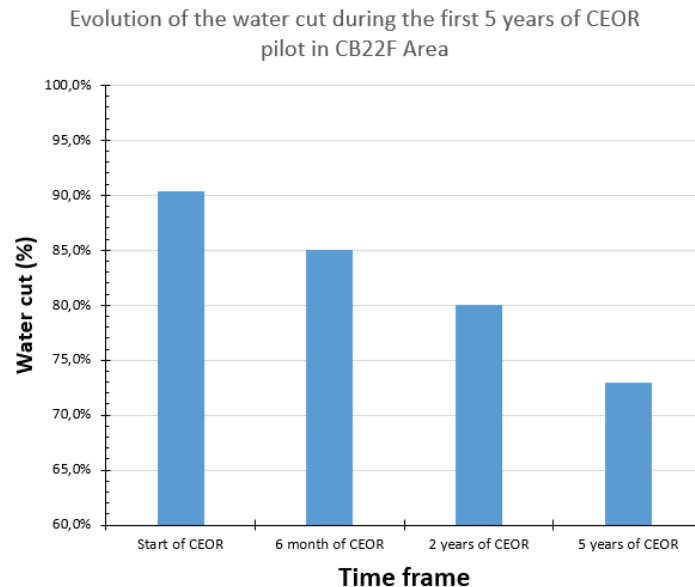 Evolution of the water cut during the first 5 years of CEOR
pilot in CB22F Area
100,0%
95,0%
90,0%
85,0%
80,0%
75,0%
70,0%
65,0%
60,0%
Water cut (%)
Start of CEOR
6 month of CEOR
2 years of CEOR
5 years of CEOR
Time frame